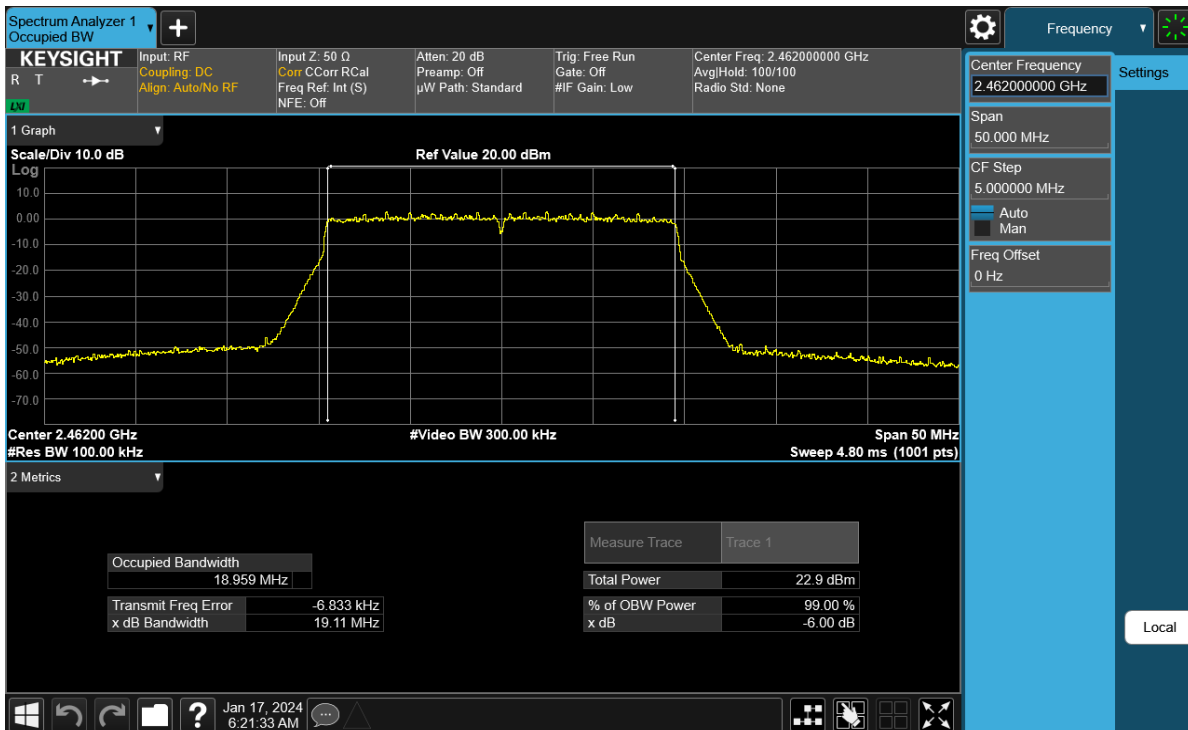 Spectrum Analyzer 1
Occupied BW
+
Frequency
KEYSIGHT
R T
LXI
Input: RF
Coupling: DC
Align: Auto/No RF
Input Z: 50 Ω
Corr CCorr RCal
Freq Ref: Int (S)
NFE: Off
Atten: 20 dB
Preamp: Off
µW Path: Standard
Trig: Free Run
Gate: Off
#IF Gain: Low
Center Freq: 2.462000000 GHz
Avg|Hold: 100/100
Radio Std: None
Center Frequency
2.462000000 GHz
Settings
Span
50.000 MHz
CF Step
5.000000 MHz
Auto
Man
Freq Offset
0 Hz
Local
1 Graph
Scale/Div 10.0 dB
Ref Value 20.00 dBm
Log
10.0
0.00
-10.0
-20.0
-30.0
-40.0
-50.0
-60.0
-70.0
Center 2.46200 GHz
#Video BW 300.00 kHz
Span 50 MHz
#Res BW 100.00 kHz
Sweep 4.80 ms (1001 pts)
2 Metrics
Measure Trace
Trace 1
Occupied Bandwidth
18.959 MHz
Total Power
22.9 dBm
Transmit Freq Error
-6.833 kHz
% of OBW Power
99.00 %
x dB Bandwidth
19.11 MHz
x dB
-6.00 dB
?
Jan 17, 2024
6:21:33 AM